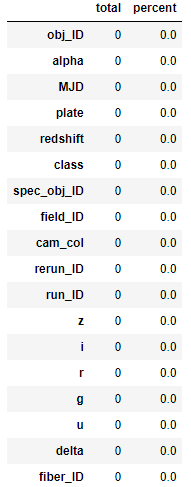 total percent
obj_ID 0 0.0
alpha 0 0.0
MJD 0 0.0
plate 0 0.0
redshift 0 0.0
class 0 0.0
spec_obj_ID 0 0.0
field_ID 0 0.0
cam_col 0 0.0
rerun_ID 0 0.0
run_ID 0 0.0
z 0 0.0
i 0 0.0
r 0 0.0
g 0 0.0
u 0 0.0
delta 0 0.0
fiber_ID 0 0.0